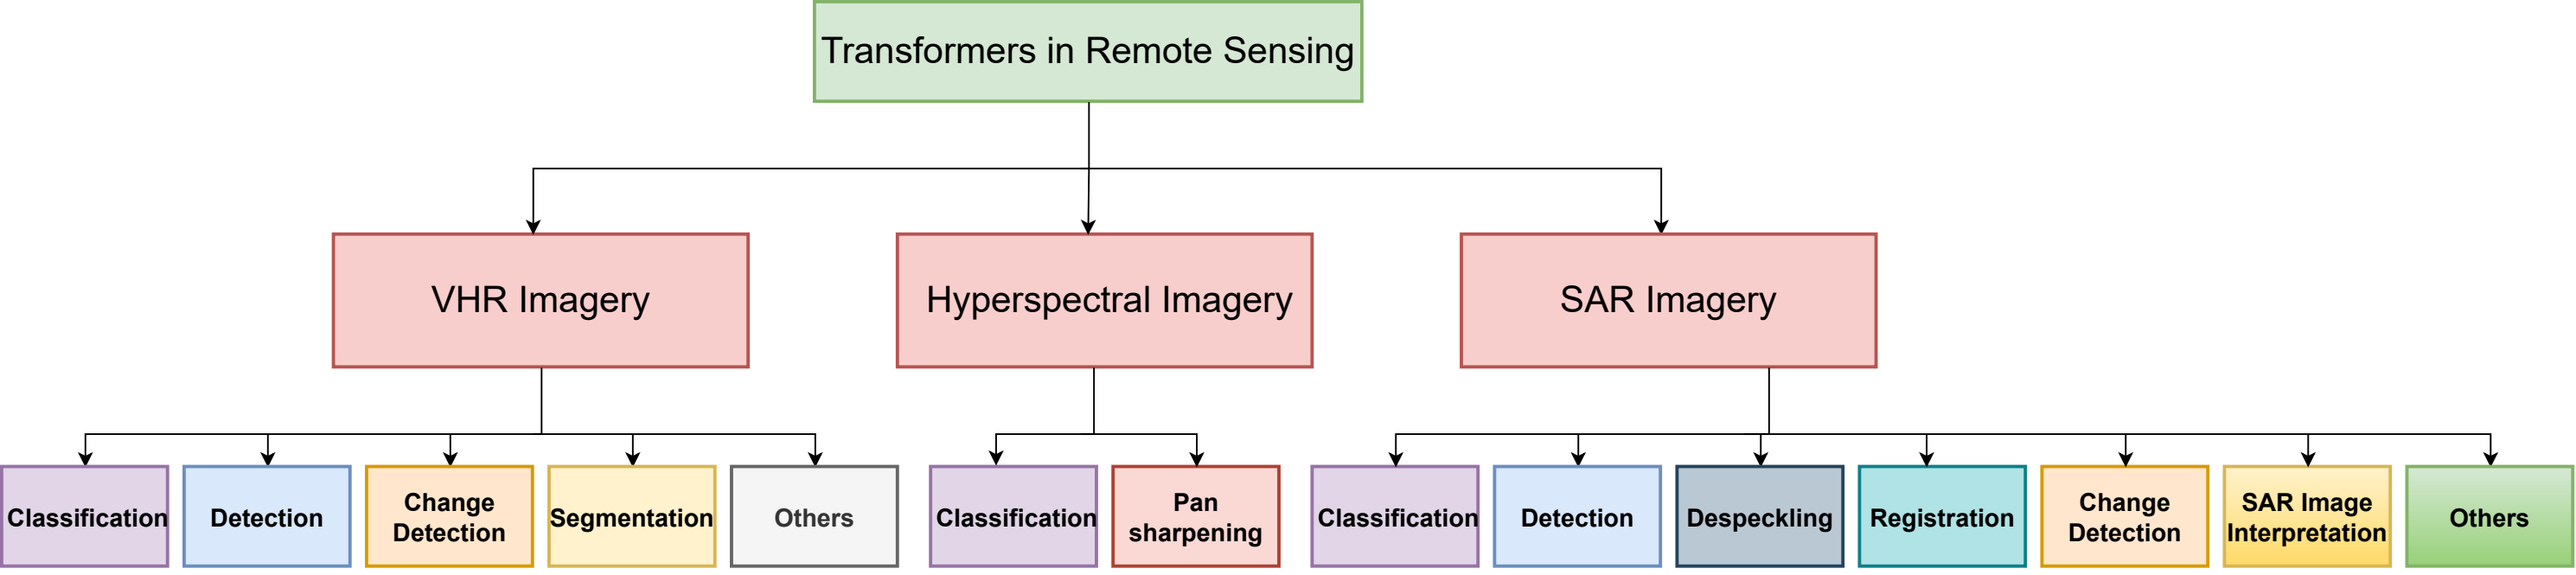 Transformers in Remote Sensing
VHR Imagery
Hyperspectral Imagery
SAR Imagery
Classification
Detection
Change
Detection
Segmentation
Others
Classification
Pan
sharpening
Classification
Detection
Despeckling
Registration
Change
Detection
SAR Image
Interpretation
Others